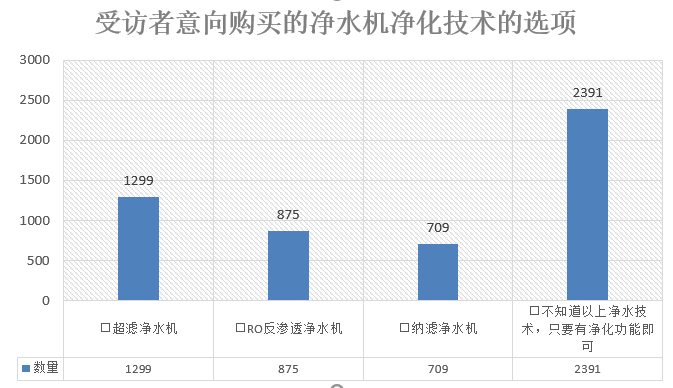 受访者意向购买的净水机净化技术的选项
3000
2500
2000
1500
1000
500
0
1299
875
709
2391
□超滤净水机
□RO反渗透净水机
□纳滤净水机
□不知道以上净水技
术，只要有净化功能即
可
数量 1299 875 709 2391